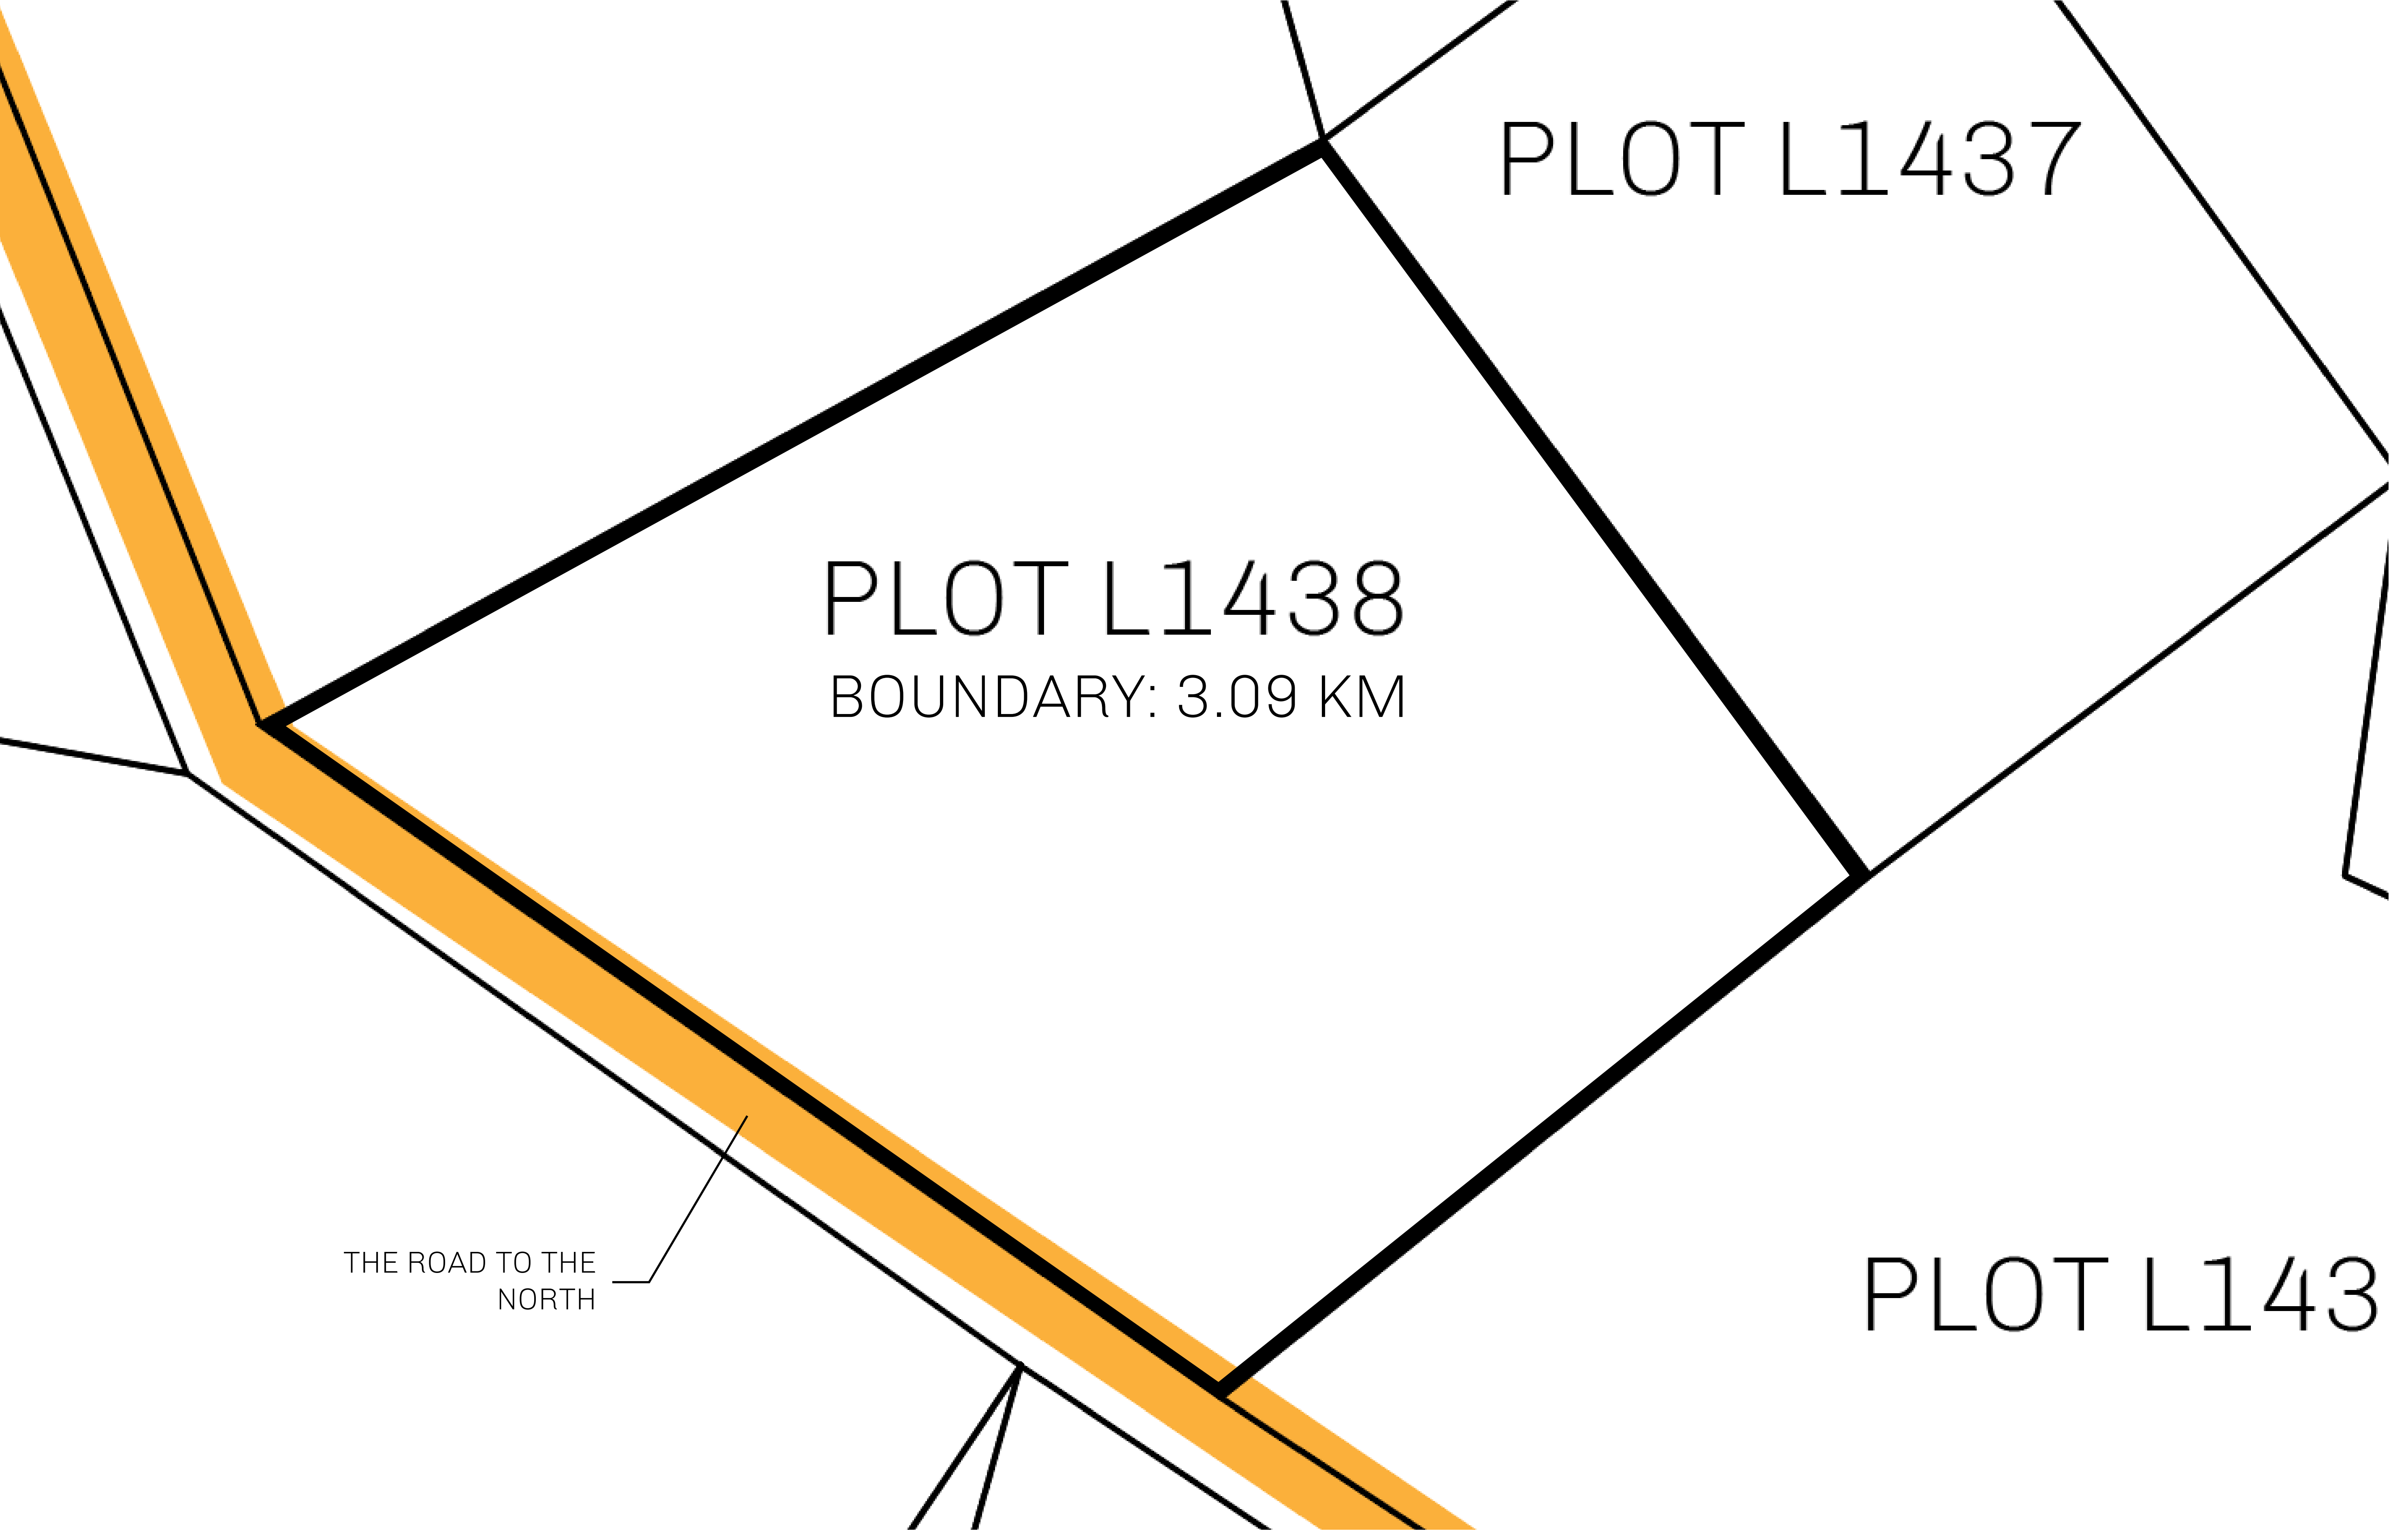 PLOT L1437
PLOT L1438
BOUNDARY: 3.09 KM
THE ROAD TO THE
NORTH
PLOT L143